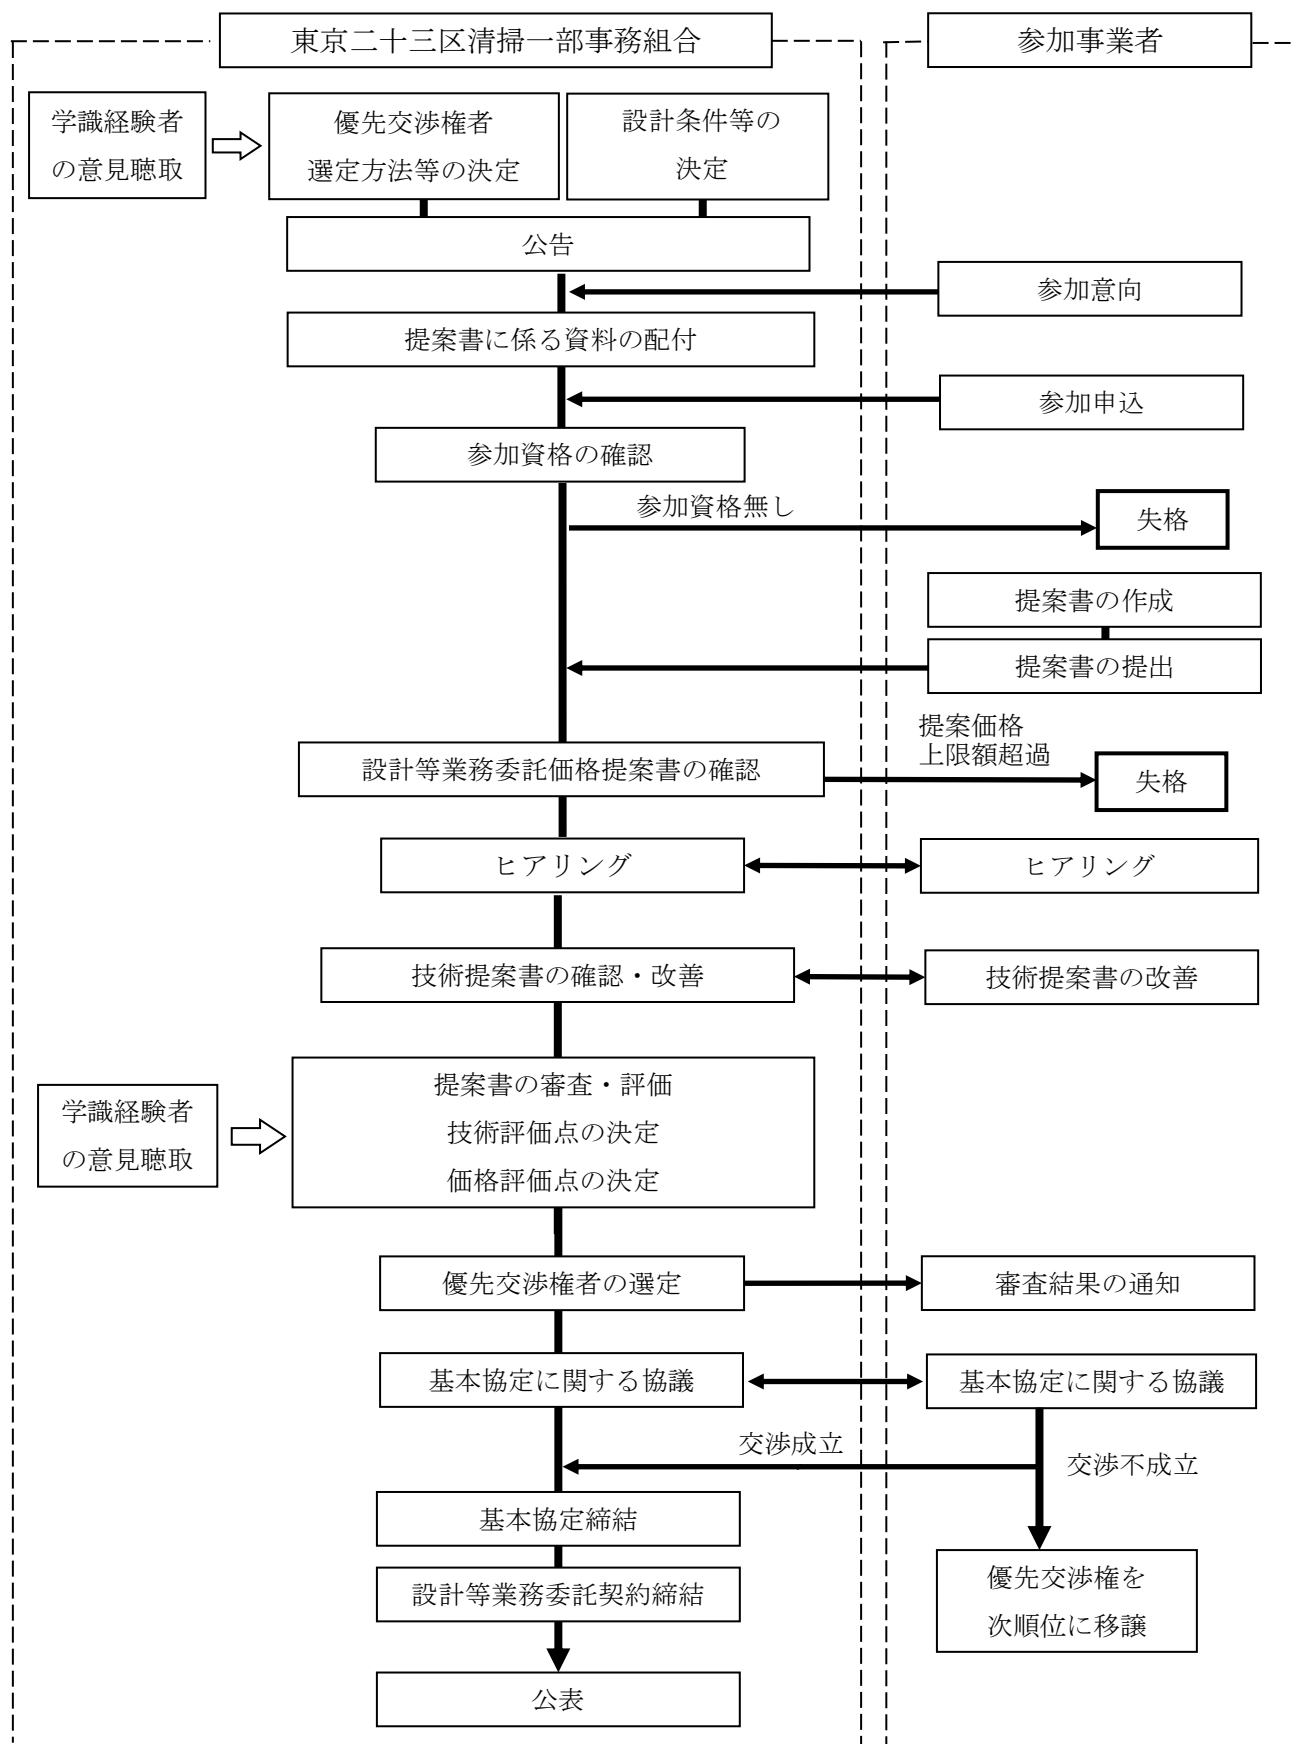 東京二十三区清掃一部事務組合
参加事業者
学識経験者
の意見聴取
優先交渉権者
選定方法等の決定
設計条件等の
決定
公告
参加意向
提案書に係る資料の配付
参加申込
参加資格の確認
参加資格無し
失格
提案書の作成
提案書の提出
提案価格
上限額超過
設計等業務委託価格提案書の確認
失格
ヒアリング
ヒアリング
技術提案書の確認・改善
技術提案書の改善
学識経験者
の意見聴取
提案書の審査・評価
技術評価点の決定
価格評価点の決定
優先交渉権者の選定
審査結果の通知
基本協定に関する協議
基本協定に関する協議
交渉成立
交渉不成立
基本協定締結
設計等業務委託契約締結
優先交渉権を
次順位に移譲
公表